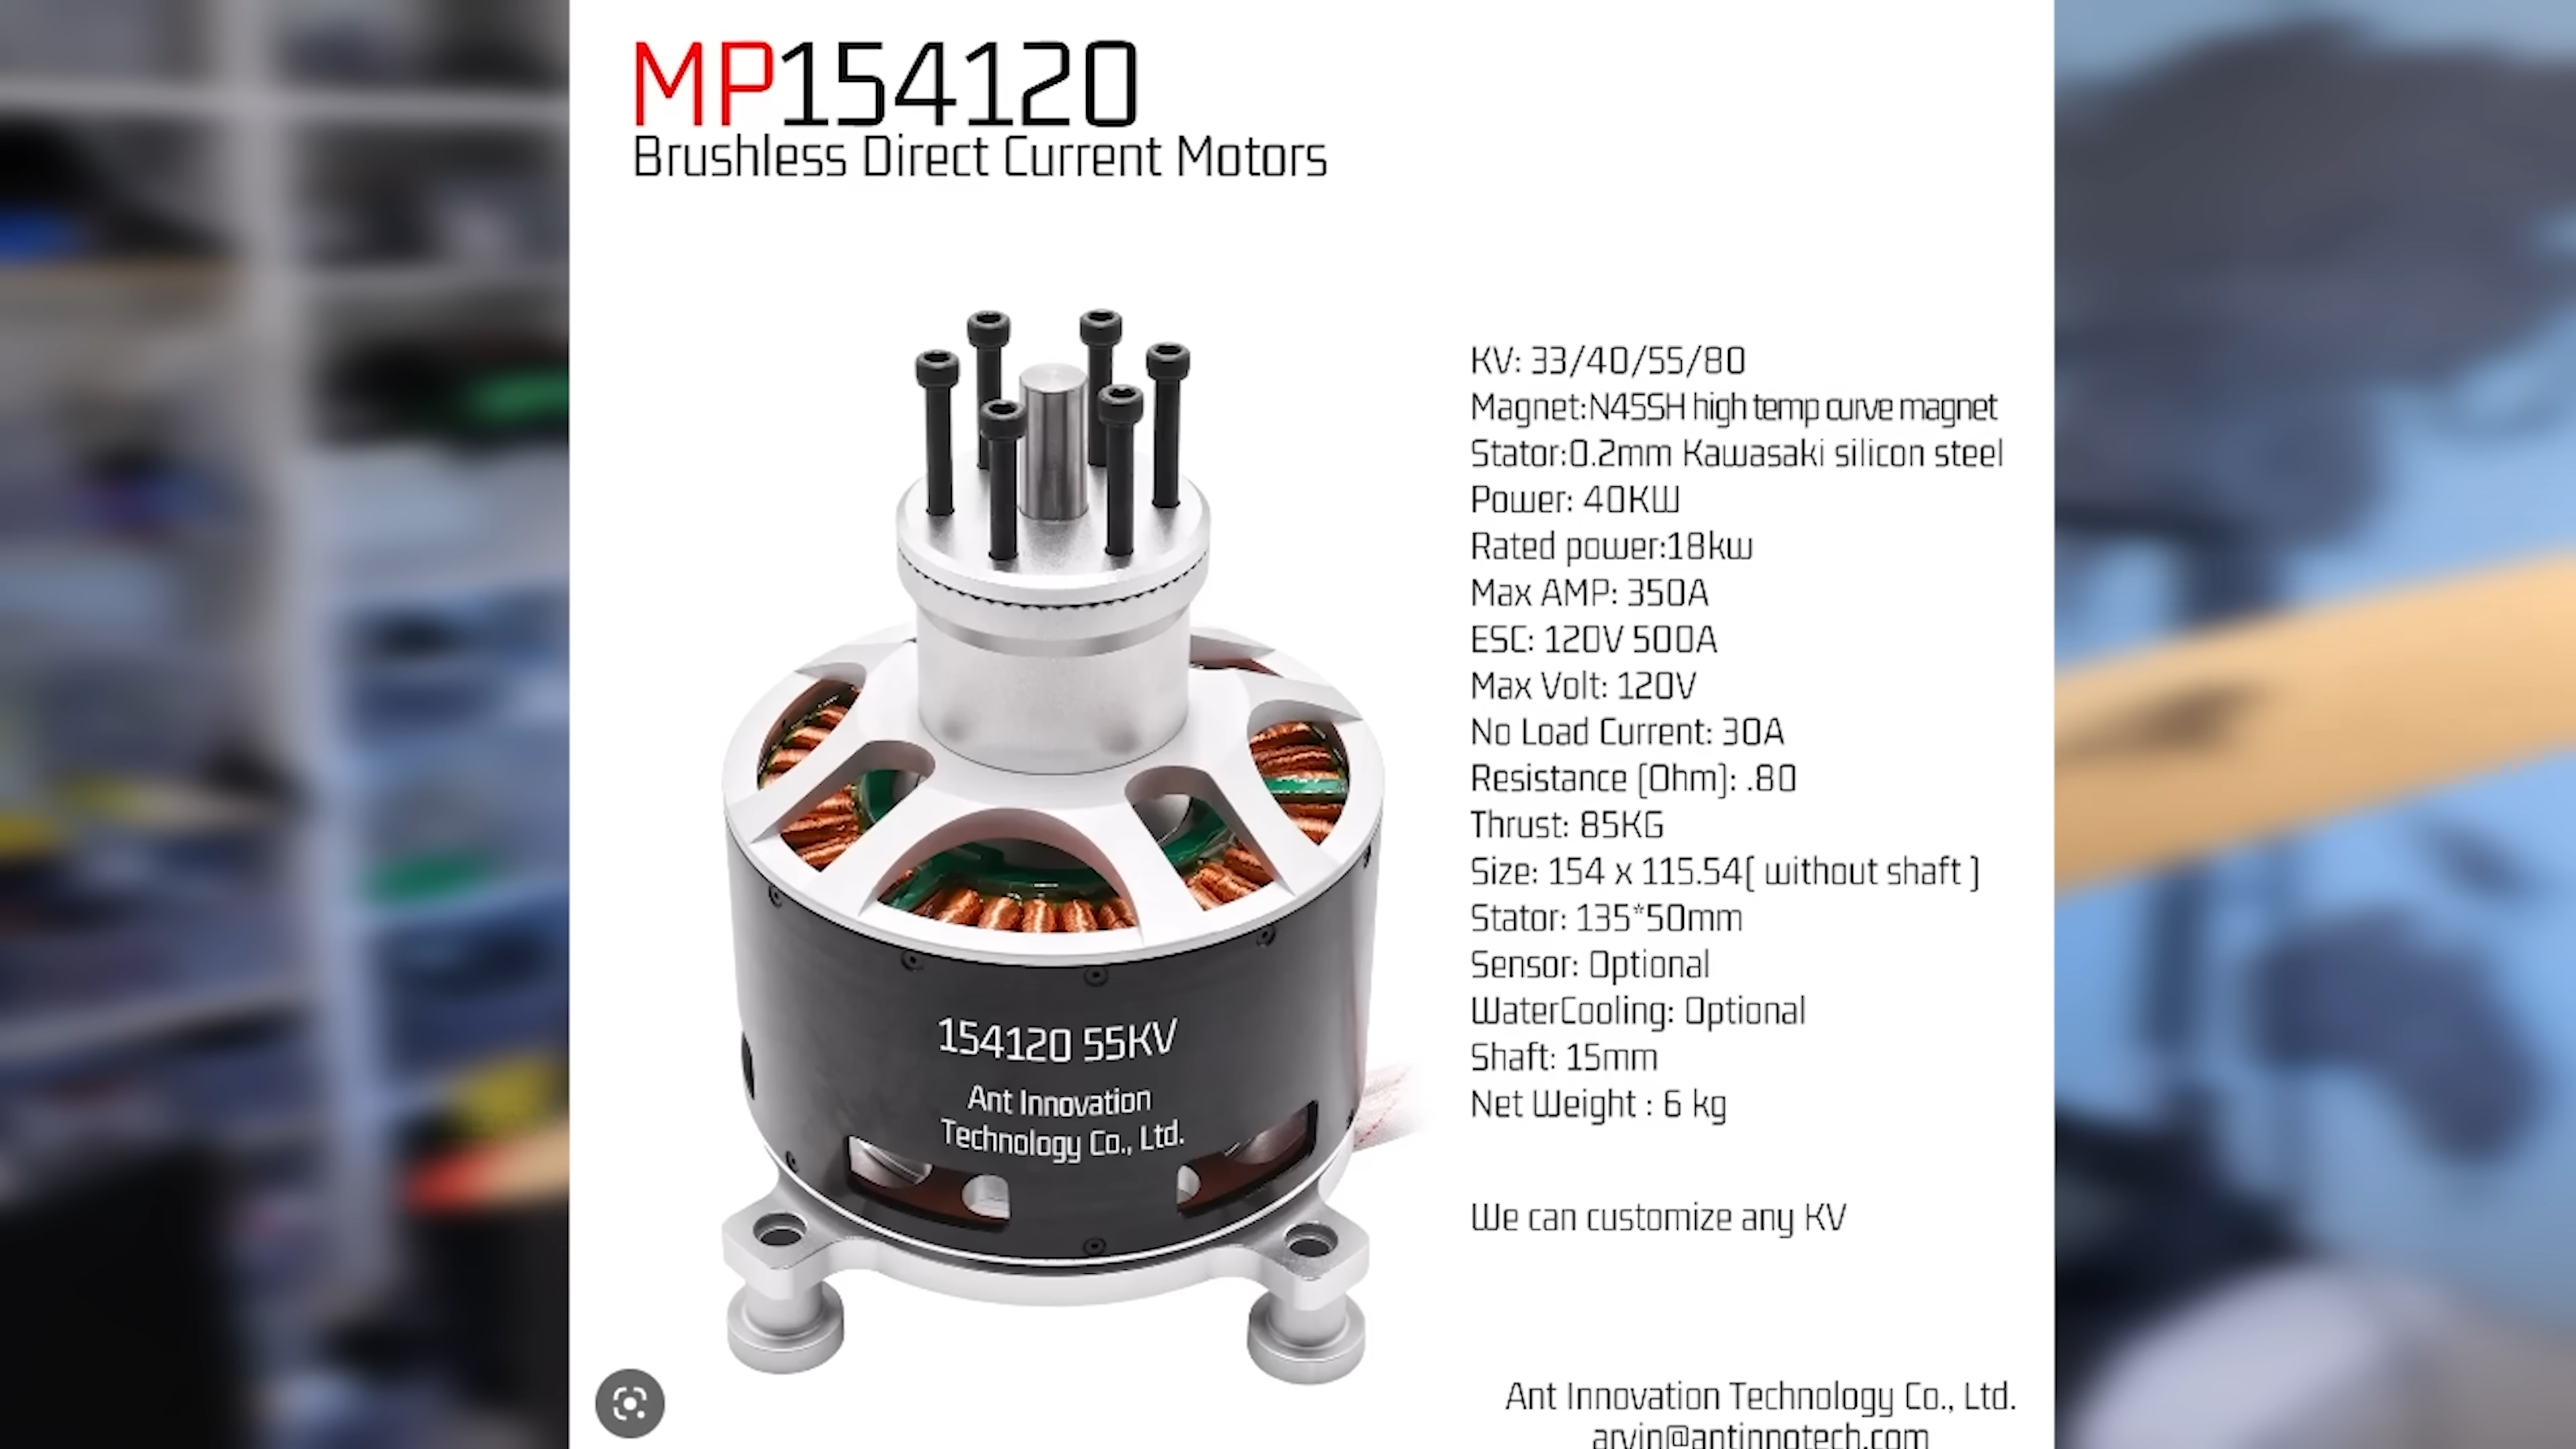 MP154120
Brushless Direct Current Motors
KV: 33/40/55/80
Magnet:N45SH high temp curve magnet
Stator:0.2mm Kawasaki silicon steel
Power: 40KW
Rated power:18kw
Max AMP: 350A
ESC: 120V 500A
Max Volt: 120V
No Load Current: 30A
Resistance (Ohm): .80
Thrust: 85KG
Size: 154 x 115.54( without shaft )
Stator: 135*50mm
Sensor: Optional
WaterCooling: Optional
Shaft: 15mm
Net Weight : 6 kg
We can customize any KV
154120 55KV
Ant Innovation
Technology Co., Ltd.
Ant Innovation Technology Co., Ltd.
arvin@antinnotech.com